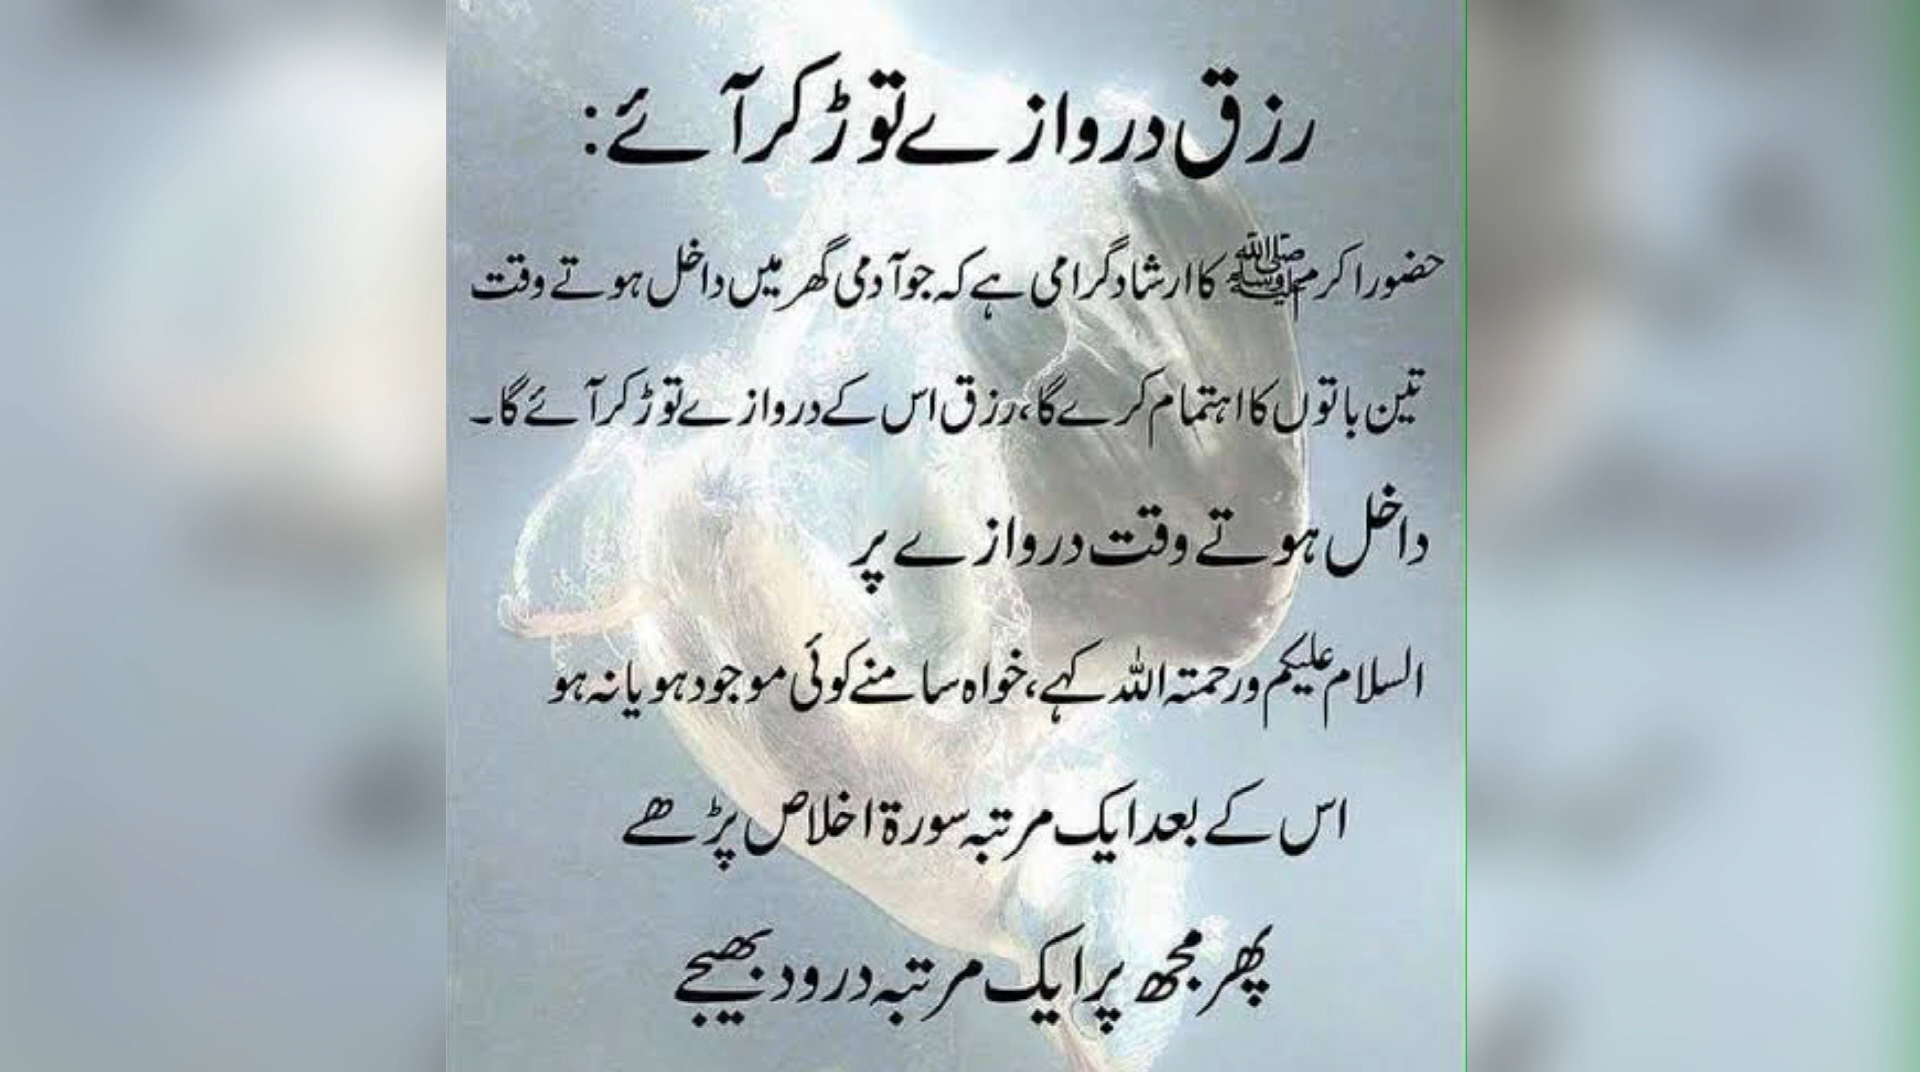 رزق دروازے توڑ کر آئے:
حضور اکرم ﷺ کا ارشاد گرامی ہے کہ جو آدمی گھر میں داخل ہوتے وقت
تین باتوں کا اہتمام کرے گا، رزق اس کے دروازے توڑ کر آئے گا۔
داخل ہوتے وقت دروازے پر
السلام علیکم ورحمتہ اللہ کہے، خواہ سامنے کوئی موجود ہو یا نہ ہو
اس کے بعد ایک مرتبہ سورۃ اخلاص پڑھے
پھر مجھ پر ایک مرتبہ درود بھیجے